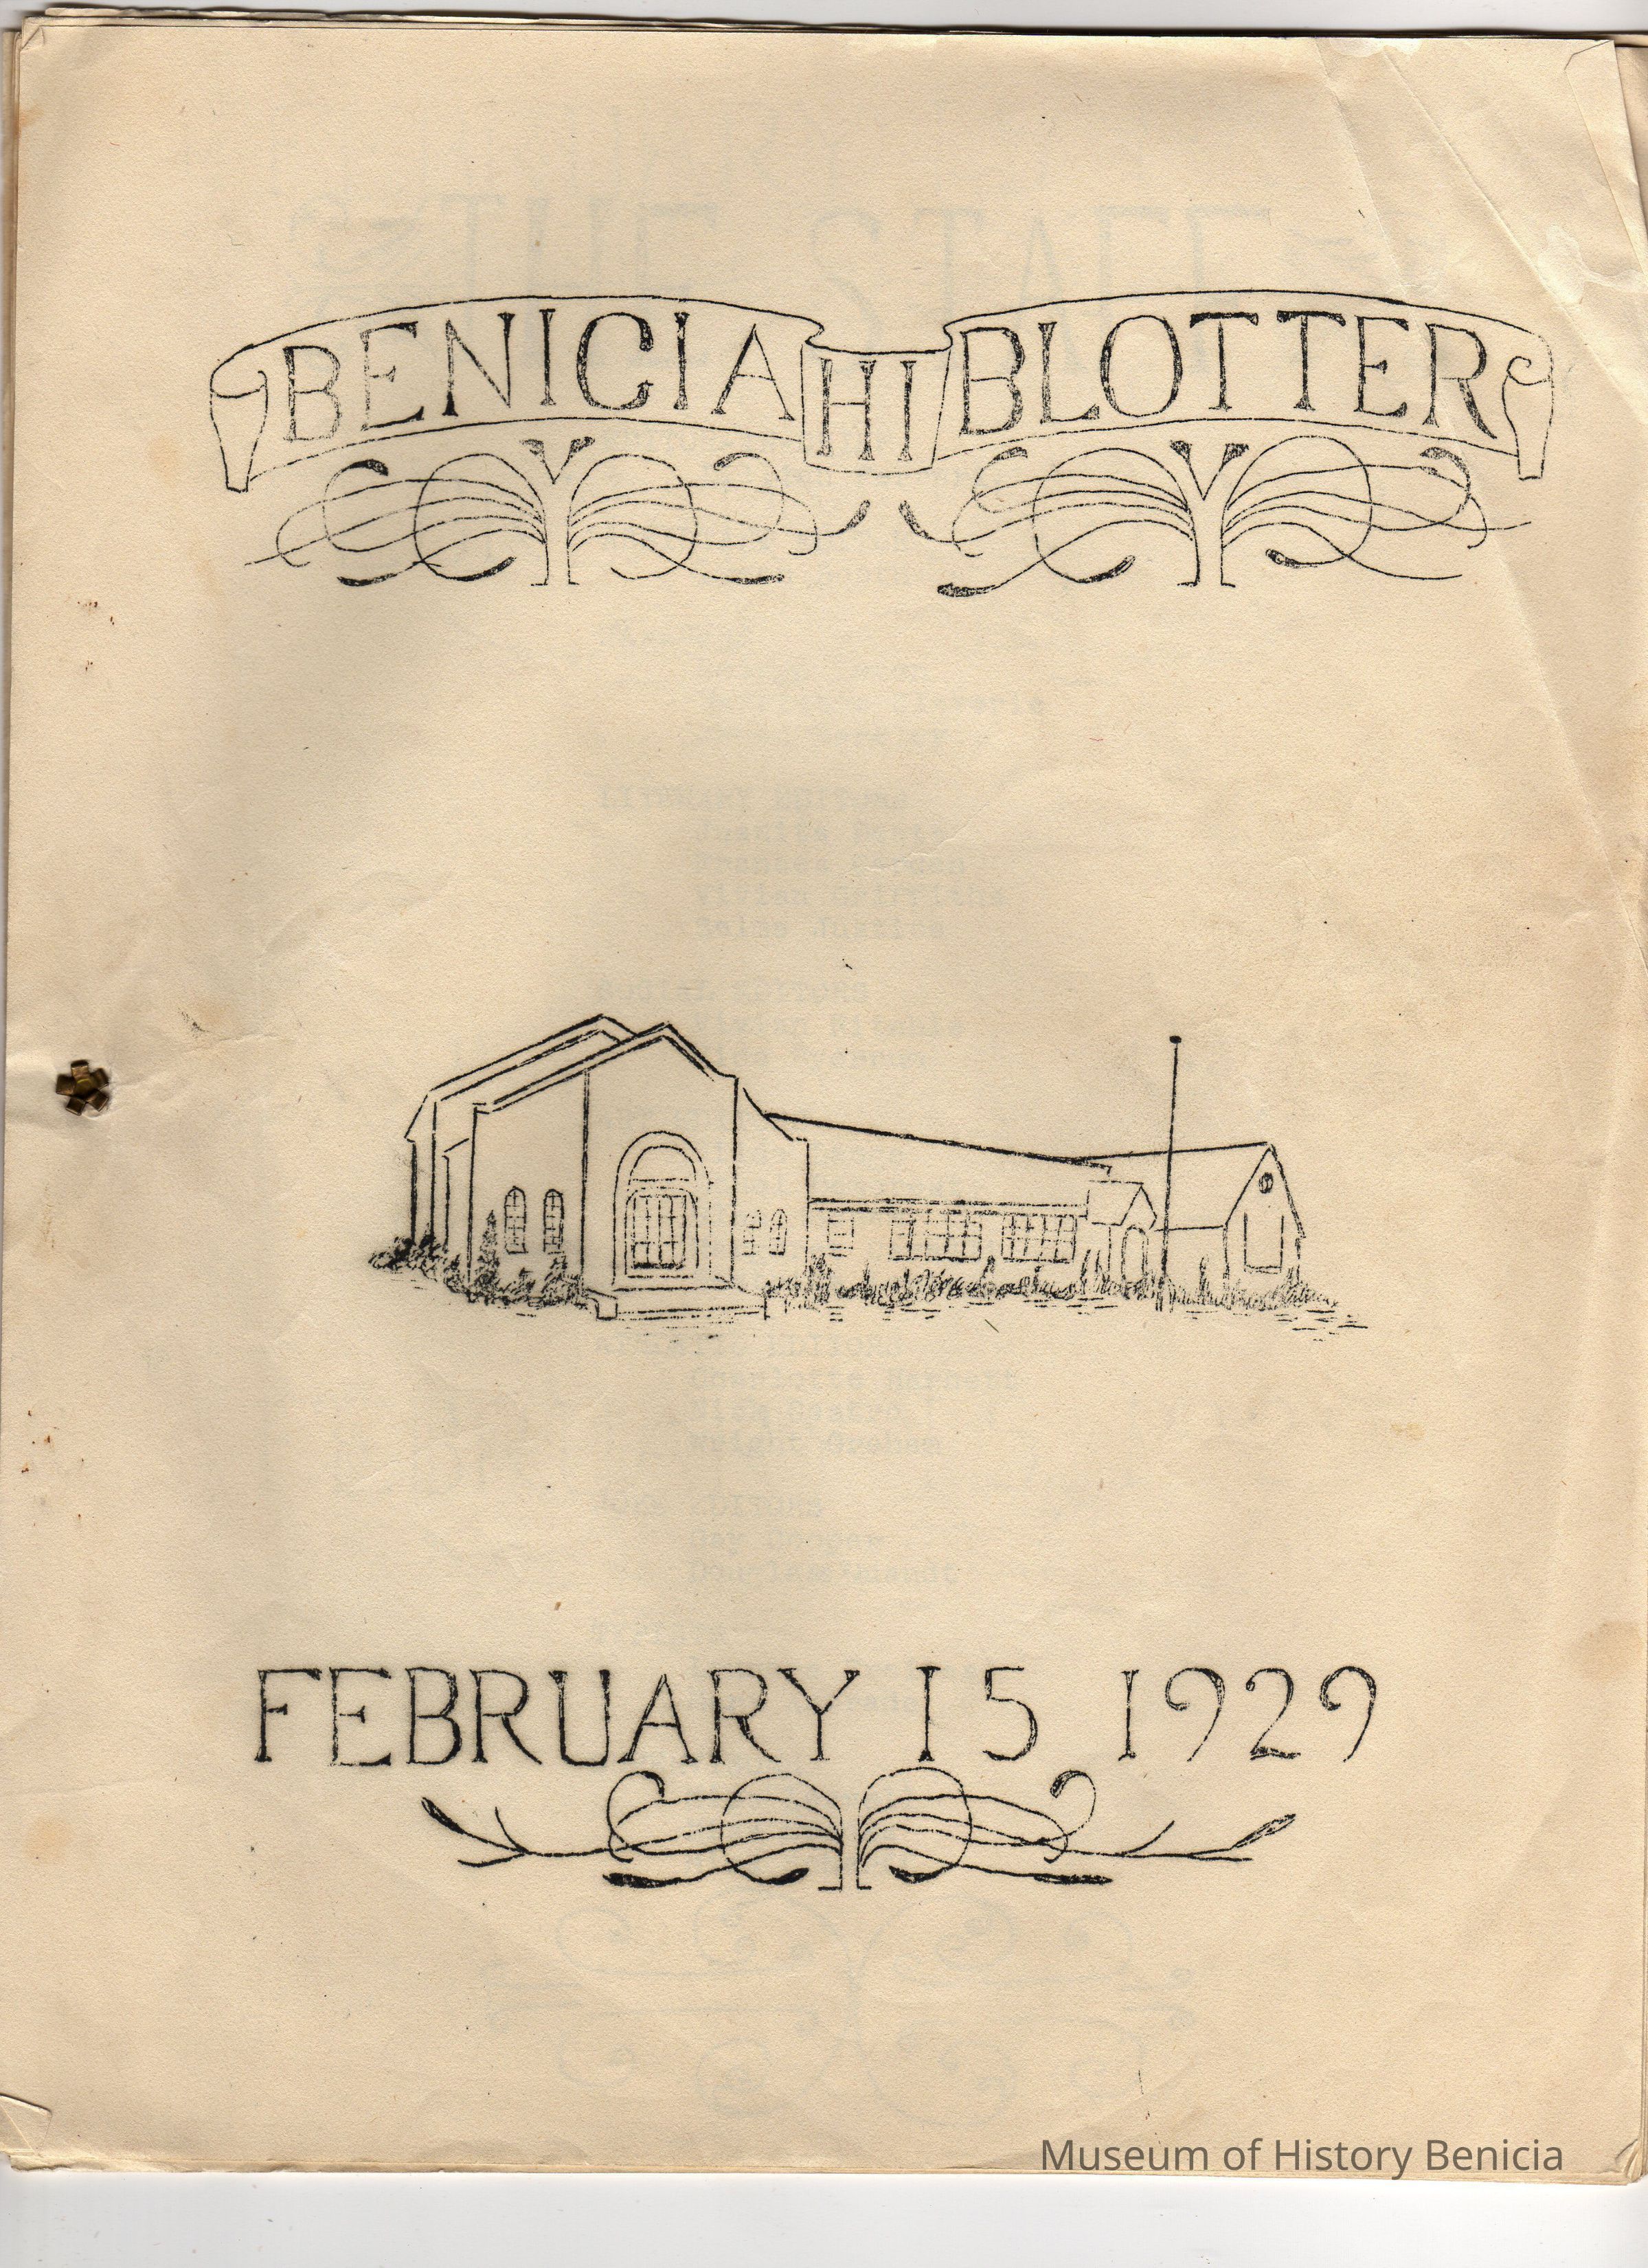 BENICIA HI BLOTTER
FEBRUARY 15 1929
Museum of History Benicia